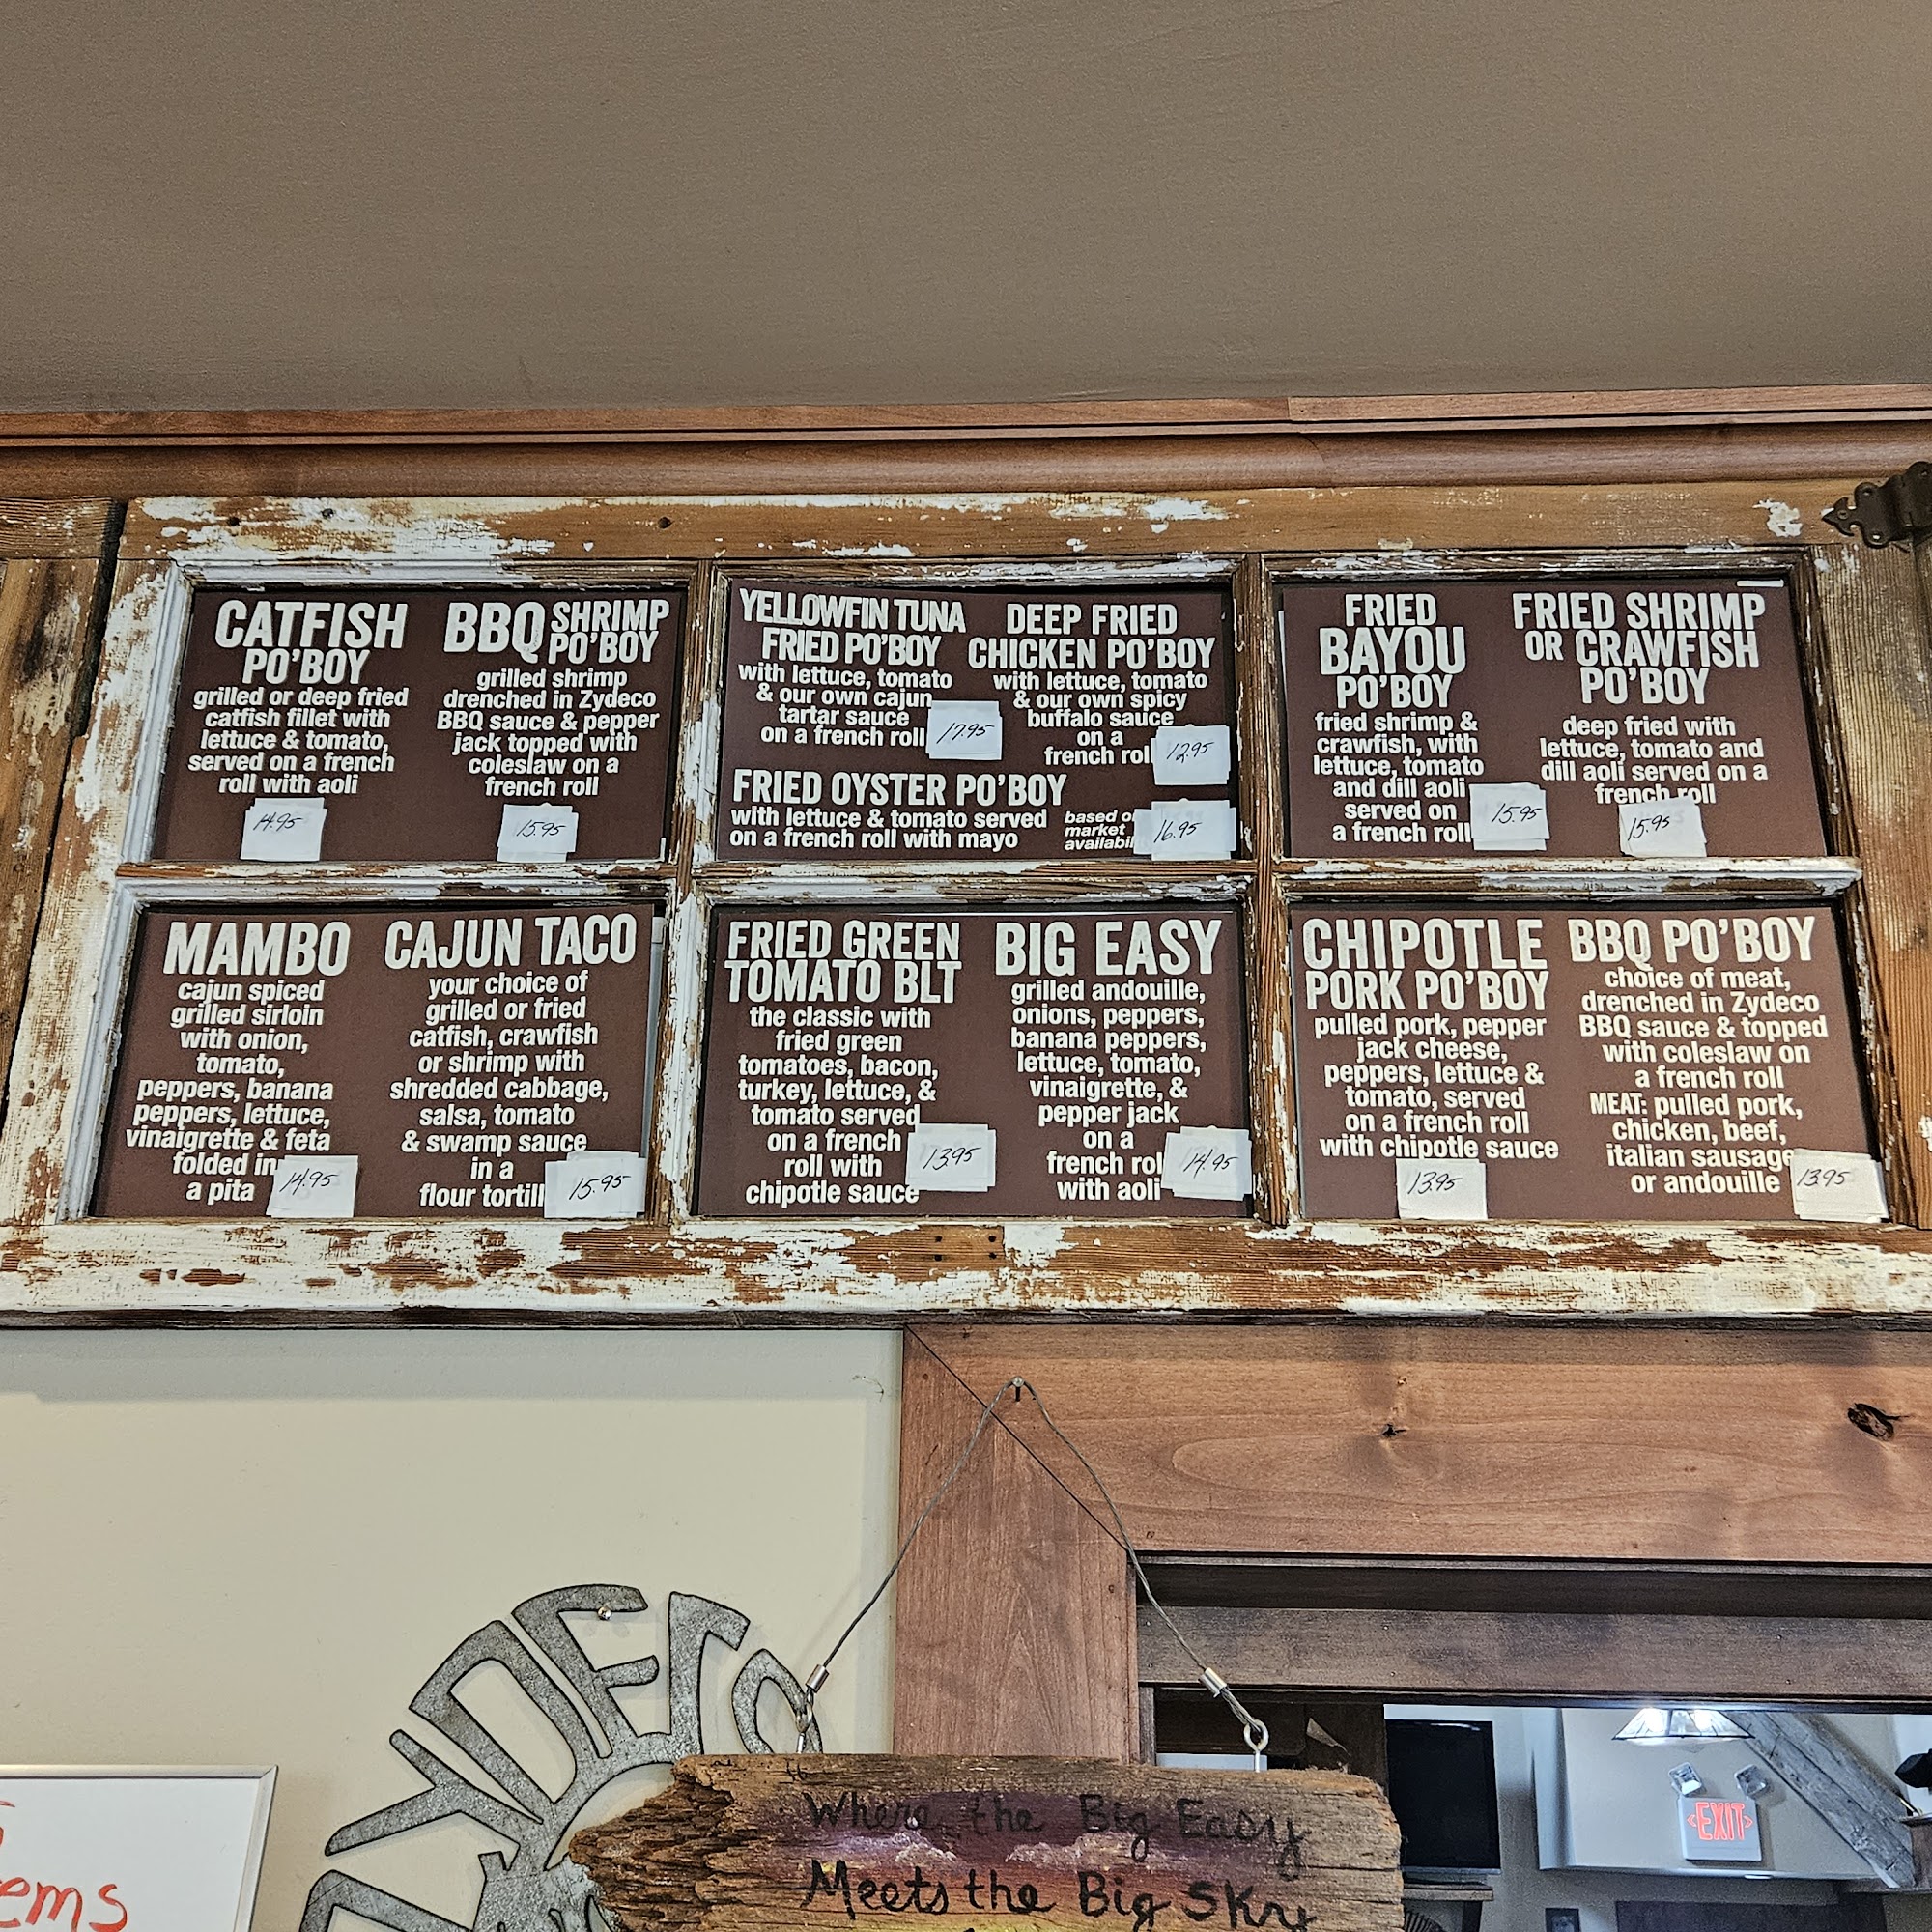 CATFISH
PO'BOY
grilled or deep fried
catfish fillet with
lettuce & tomato,
served on a french
roll with aoli
14.95
BBQ SHRIMP
PO'BOY
grilled shrimp
drenched in Zydeco
BBQ sauce & pepper
jack topped with
coleslaw on a
french roll
15.95
YELLOWFIN TUNA
FRIED PO'BOY
with lettuce, tomato
& our own cajun
tartar sauce
on a french roll
17.95
DEEP FRIED
CHICKEN PO'BOY
with lettuce, tomato
& our own spicy
buffalo sauce
on a
french rol
12.95
FRIED OYSTER PO'BOY
with lettuce & tomato served
on a french roll with mayo
based o
market
availabi
16.95
FRIED
BAYOU
PO'BOY
fried shrimp &
crawfish, with
lettuce, tomato
and dill aoli
served on
a french roll
15.95
FRIED SHRIMP
OR CRAWFISH
PO'BOY
deep fried with
lettuce, tomato and
dill aoli served on a
french roll
15.95
MAMBO
cajun spiced
grilled sirloin
with onion,
tomato,
peppers, banana
peppers, lettuce,
vinaigrette & feta
folded in
a pita
14.95
CAJUN TACO
your choice of
grilled or fried
catfish, crawfish
or shrimp with
shredded cabbage,
salsa, tomato
& swamp sauce
in a
flour tortill
15.95
FRIED GREEN
TOMATO BLT
the classic with
fried green
tomatoes, bacon,
turkey, lettuce, &
tomato served
on a french
roll with
chipotle sauce
13.95
BIG EASY
grilled andouille,
onions, peppers,
banana peppers,
lettuce, tomato,
vinaigrette, &
pepper jack
on a
french rol
with aoli
14.95
CHIPOTLE
PORK PO'BOY
pulled pork, pepper
jack cheese,
peppers, lettuce &
tomato, served
on a french roll
with chipotle sauce
13.95
BBQ PO'BOY
choice of meat,
drenched in Zydeco
BBQ sauce & topped
with coleslaw on
a french roll
MEAT: pulled pork,
chicken, beef,
italian sausage
or andouille
13.95
ZYDECO
ems
Where the Big Easy
Meets the Big Sky
EXIT